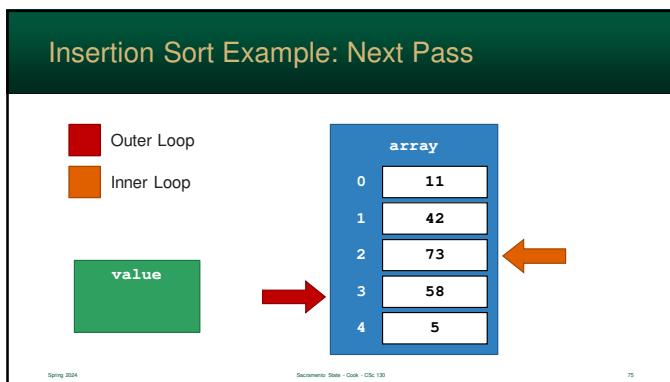 Insertion Sort Example: Next Pass
Outer Loop
Inner Loop
array
0 11
1 42
2 73
value
3 58
4 5
Spring 2024 Sacramento State - Cook - CSc 130 75